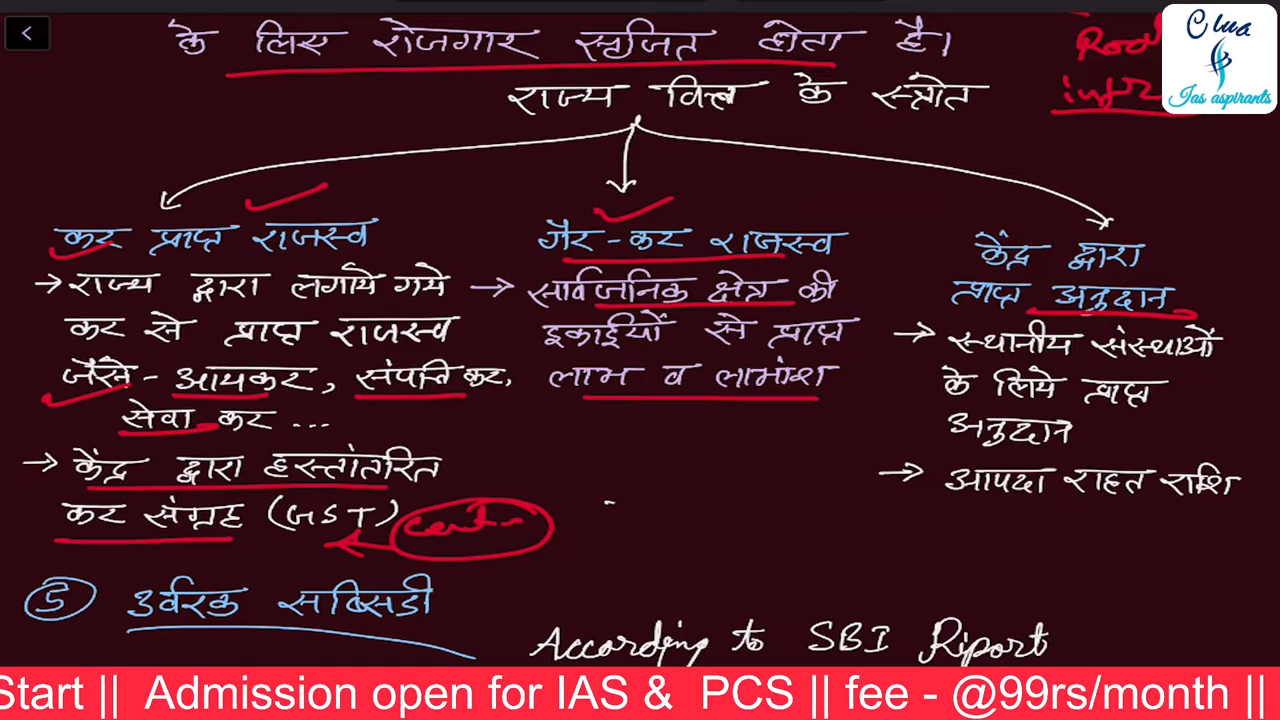 के लिए रोजगार सृजित होता है।
Clua
Ias aspirants
राज्य वित्त के स्त्रोत
कर प्राप्त राजस्व
→ राज्य द्वारा लगाये गये
कर से प्राप्त राजस्व
जैसे - आयकर, संपत्ति कर,
सेवा कर ...
→ केंद्र द्वारा हस्तांतरित
कर संग्रह (GST)
गैर-कर राजस्व
→ सार्वजनिक क्षेत्र की
इकाईयों से प्राप्त
लाभ व लाभांश
केंद्र द्वारा
प्राप्त अनुदान
→ स्थानीय संस्थाओं
के लिये प्राप्त
अनुदान
→ आपदा राहत राशि
5 उर्वरक सब्सिडी
According to SBI Riport
Start || Admission open for IAS & PCS || fee - @99rs/month ||